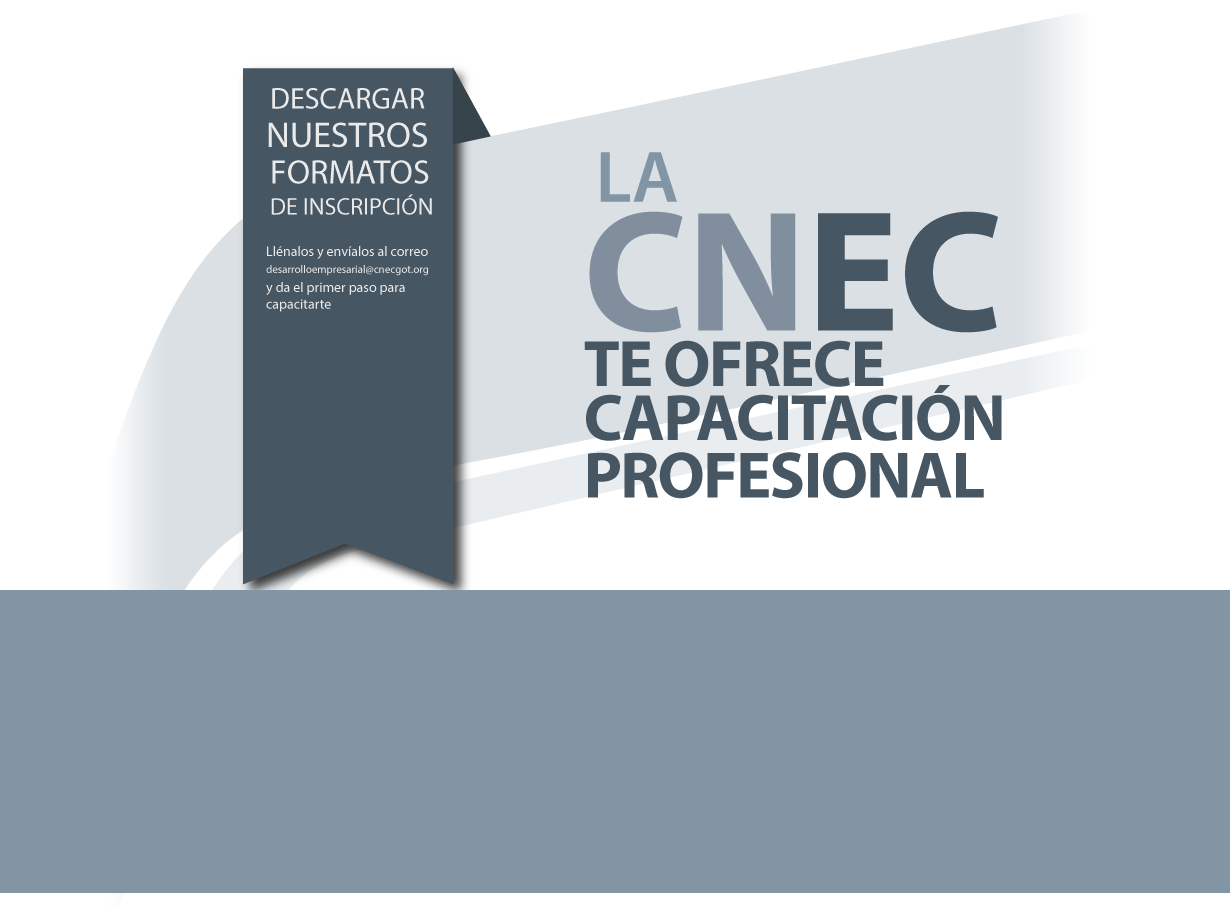 DESCARGAR
NUESTROS
FORMATOS
DE INSCRIPCIÓN
Llénalos y envíalos al correo
desarrolloempresarial@cnecgot.org
y da el primer paso para
capacitarte
LA
CNEC
TE OFRECE
CAPACITACIÓN
PROFESIONAL